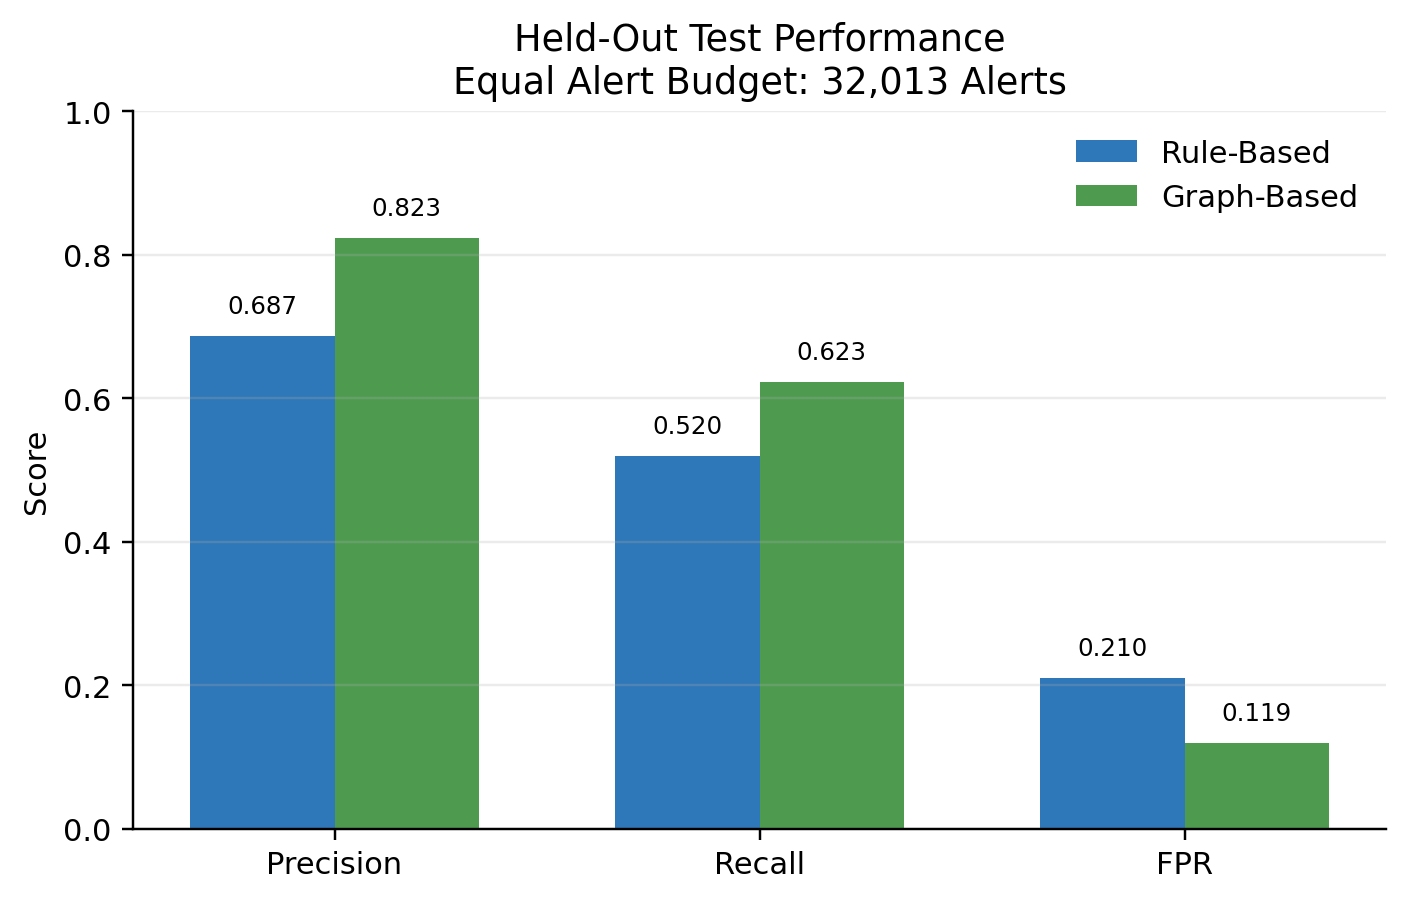 Held-Out Test Performance
Equal Alert Budget: 32,013 Alerts
Rule-Based
Graph-Based
Score
1.0
0.8
0.6
0.4
0.2
0.0
0.687
0.823
0.520
0.623
0.210
0.119
Precision
Recall
FPR